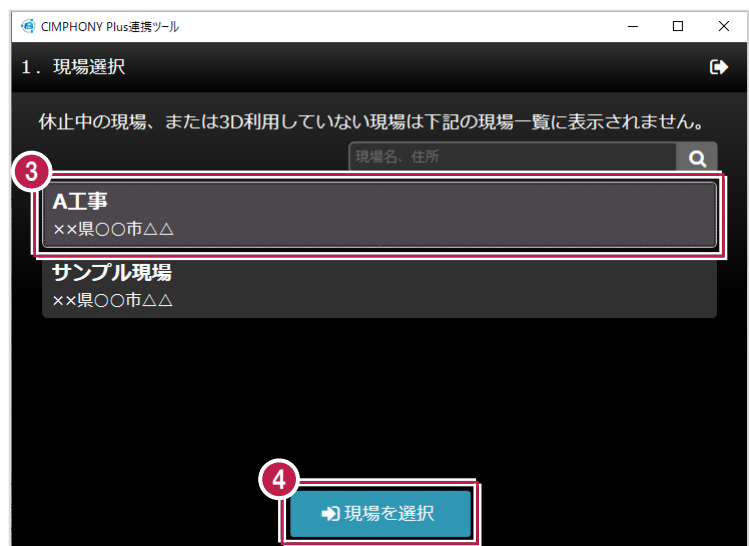 CIMPHONY Plus連携ツール
1. 現場選択
休止中の現場、または3D利用していない現場は下記の現場一覧に表示されません。
現場名、住所
3
A工事
××県○○市△△
サンプル現場
××県○○市△△
4
現場を選択